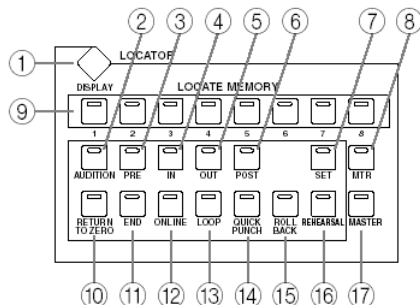 ② ③ ④ ⑤ ⑥ ⑦ ⑧
① LOCATOR
DISPLAY LOCATE MEMORY
⑨
1 2 3 4 5 6 7 8
AUDITION PRE IN OUT POST SET MTR
RETURN TO ZERO END ONLINE LOOP QUICK PUNCH ROLL BACK REHEARSAL MASTER
⑩ ⑪ ⑫ ⑬ ⑭ ⑮ ⑯ ⑰